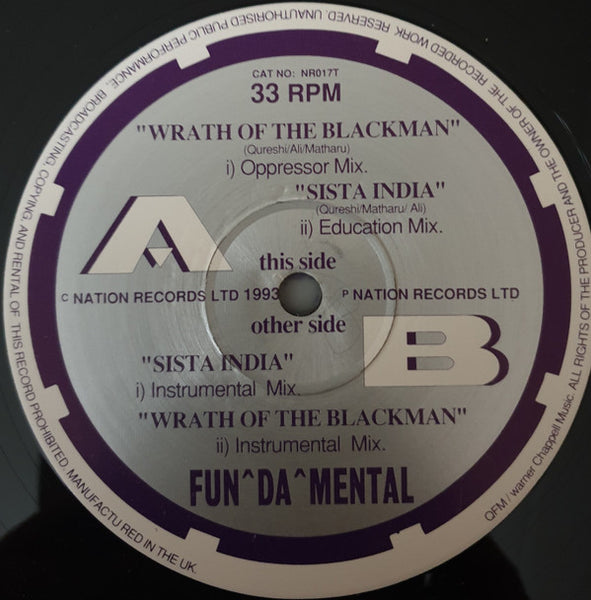 CAT NO: NR017T
33 RPM
"WRATH OF THE BLACKMAN"
(Qureshi/Ali/Matharu)
i) Oppressor Mix.
"SISTA INDIA"
(Qureshi/Matharu/ Ali)
ii) Education Mix.
A
this side
C NATION RECORDS LTD 1993
P NATION RECORDS LTD
other side
B
"SISTA INDIA"
i) Instrumental Mix.
"WRATH OF THE BLACKMAN"
ii) Instrumental Mix.
FUN^DA^MENTAL
QFM / warner Chappell Music. ALL RIGHTS OF THE PRODUCER AND THE OWNER OF THE RECORDED WORK RESERVED. UNAUTHORISED PUBLIC PERFORMANCE, BROADCASTING, COPYING, AND RENTAL OF THIS RECORD PROHIBITED. MANUFACTU RED IN THE UK.